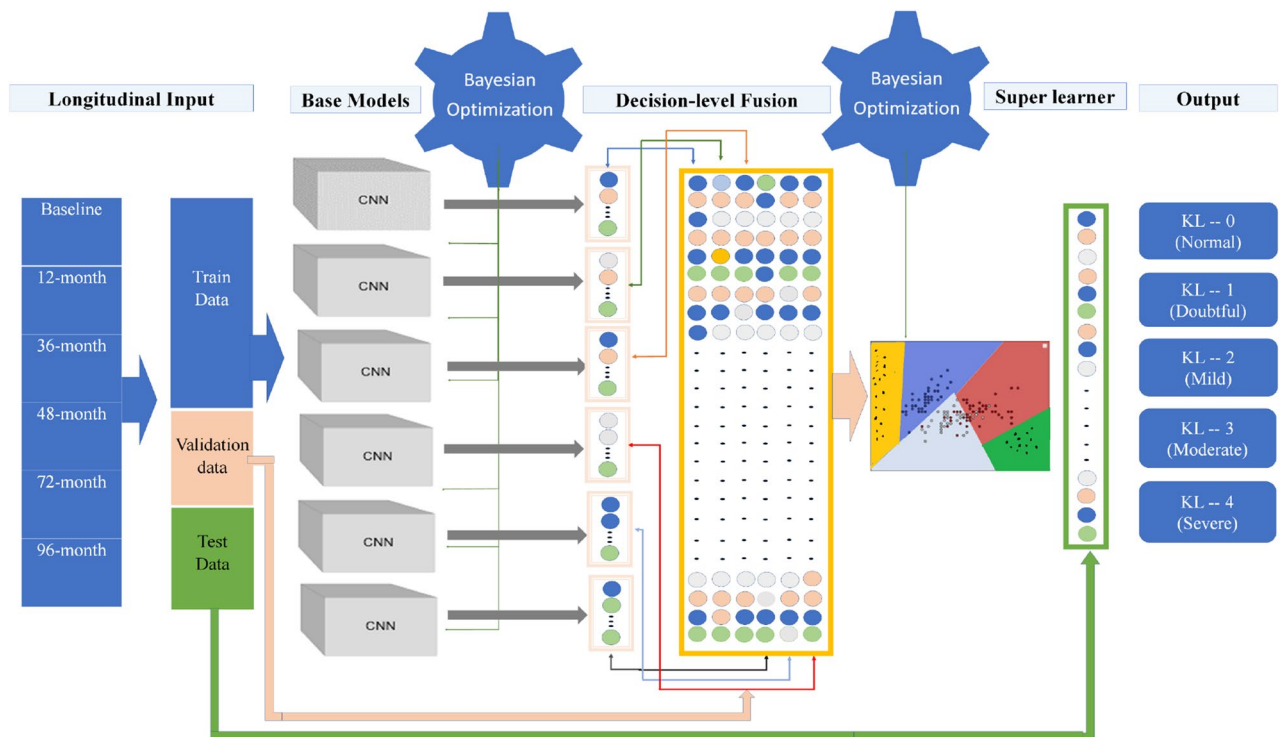 Longitudinal Input
Base Models
Bayesian
Optimization
Decision-level Fusion
Bayesian
Optimization
Super learner
Output
Baseline
12-month
36-month
48-month
72-month
96-month
Train
Data
Validation
data
Test
Data
CNN
CNN
CNN
CNN
CNN
CNN
KL -- 0
(Normal)
KL -- 1
(Doubtful)
KL -- 2
(Mild)
KL -- 3
(Moderate)
KL -- 4
(Severe)